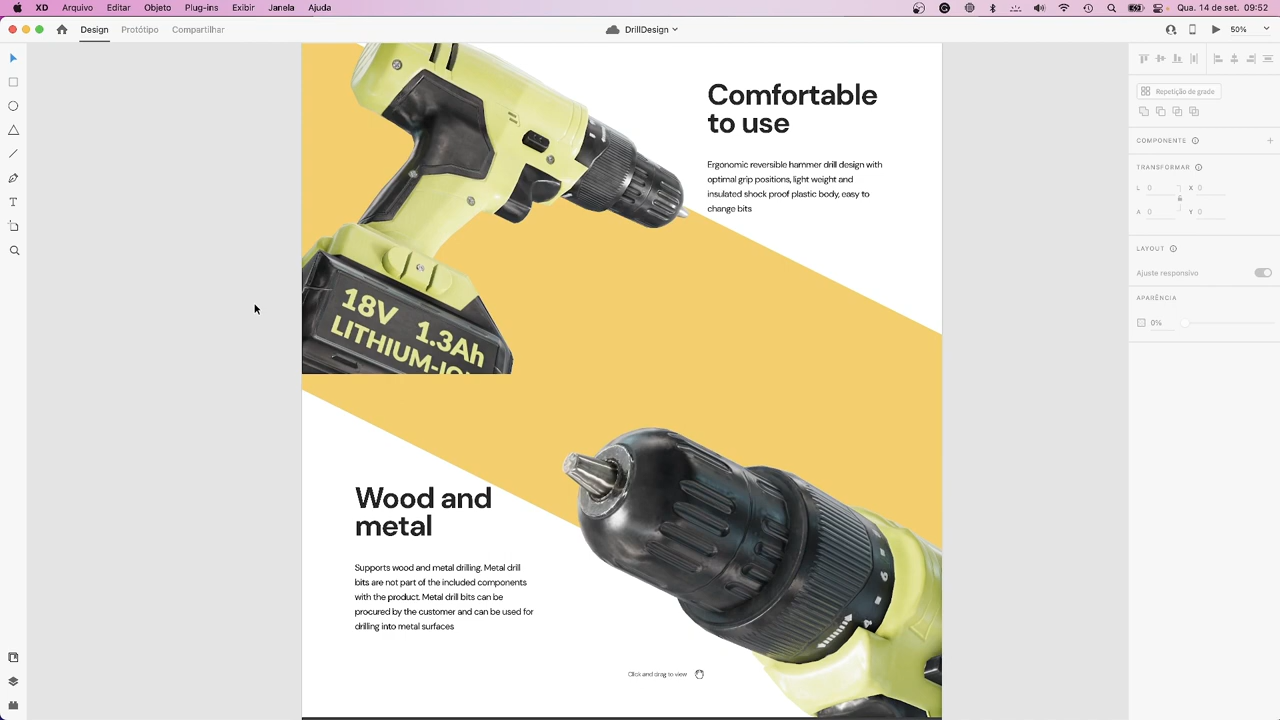 XD Arquivo Editar Objeto Plug-ins Exibir Janela Ajuda
Qui. 14 de set. 09:52
Design Protótipo Compartilhar
DrillDesign
50%
Comfortable
to use
Ergonomic reversible hammer drill design with
optimal grip positions, light weight and
insulated shock proof plastic body, easy to
change bits
18V 1.3Ah
LITHIUM-IO
Wood and
metal
Supports wood and metal drilling. Metal drill
bits are not part of the included components
with the product. Metal drill bits can be
procured by the customer and can be used for
drilling into metal surfaces
Click and drag to view
Repetição de grade
COMPONENTE
TRANSFORMAR
L 0 X 0
A 0 Y 0
LAYOUT
Ajuste responsivo
APARÊNCIA
0%